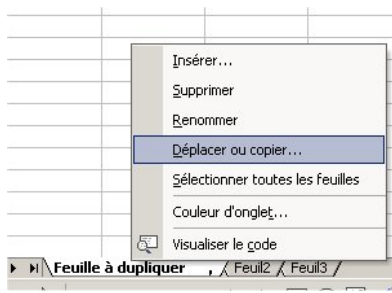 Insérer...
Supprimer
Renommer
Déplacer ou copier...
Sélectionner toutes les feuilles
Couleur d'onglet...
Visualiser le code
Feuille à dupliquer , Feuil2 Feuil3